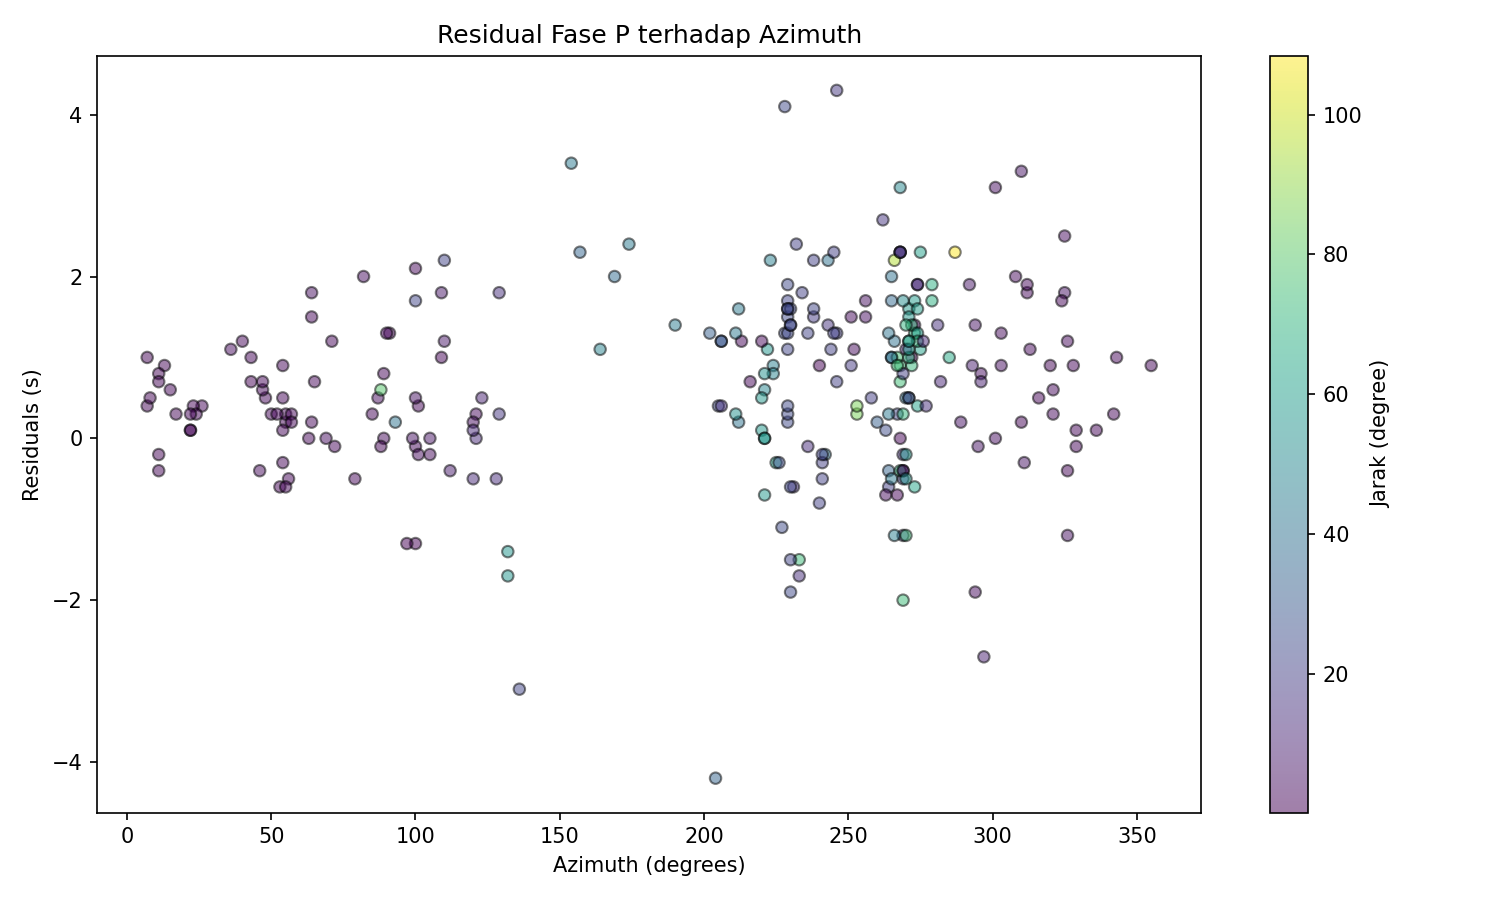 Residual Fase P terhadap Azimuth
Residuals (s)
4
2
0
−2
−4
0 50 100 150 200 250 300 350
Azimuth (degrees)
100
80
60
40
20
Jarak (degree)